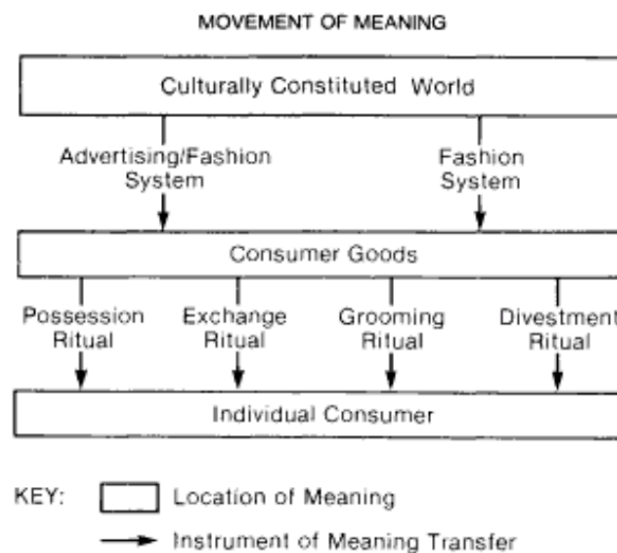 MOVEMENT OF MEANING
Culturally Constituted World
Advertising/Fashion System
Fashion System
Consumer Goods
Possession Ritual
Exchange Ritual
Grooming Ritual
Divestment Ritual
Individual Consumer
KEY:
Location of Meaning
Instrument of Meaning Transfer